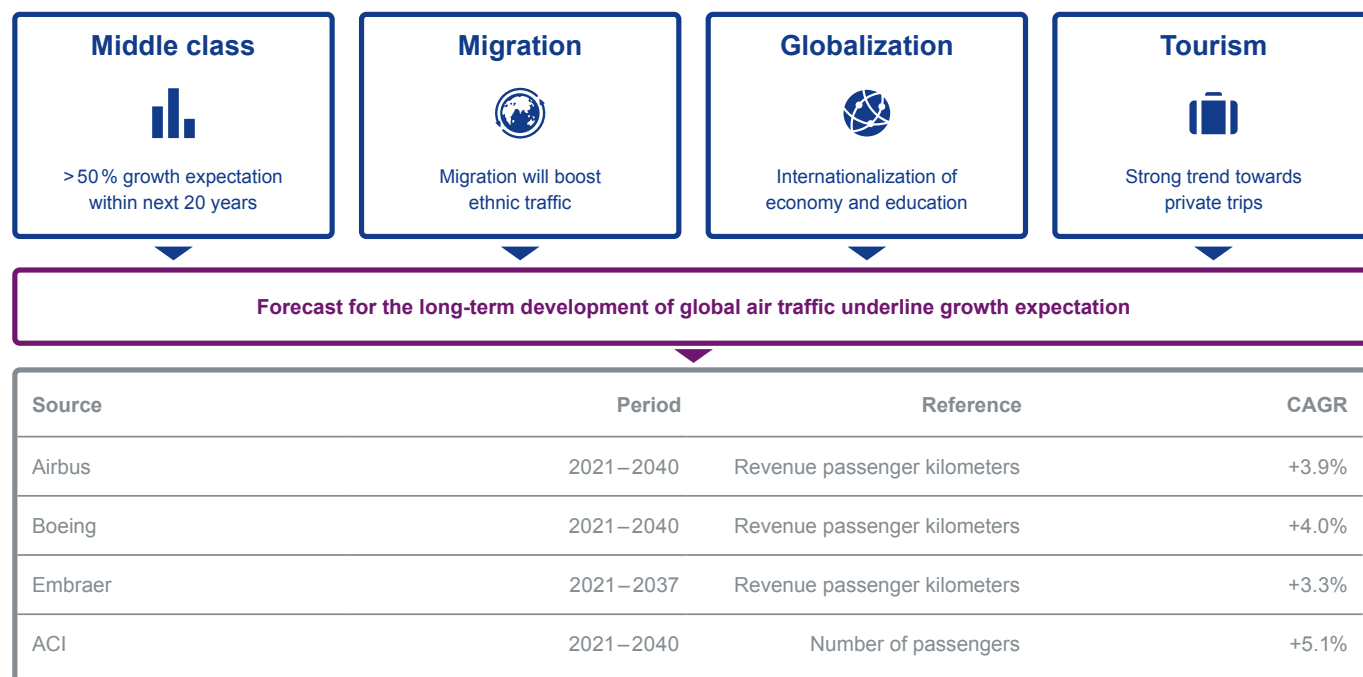 Middle class
Migration
Globalization
Tourism
>50% growth expectation
within next 20 years
Migration will boost
ethnic traffic
Internationalization of
economy and education
Strong trend towards
private trips
Forecast for the long-term development of global air traffic underline growth expectation
Source Period Reference CAGR
Airbus 2021–2040 Revenue passenger kilometers +3.9%
Boeing 2021–2040 Revenue passenger kilometers +4.0%
Embraer 2021–2037 Revenue passenger kilometers +3.3%
ACI 2021–2040 Number of passengers +5.1%